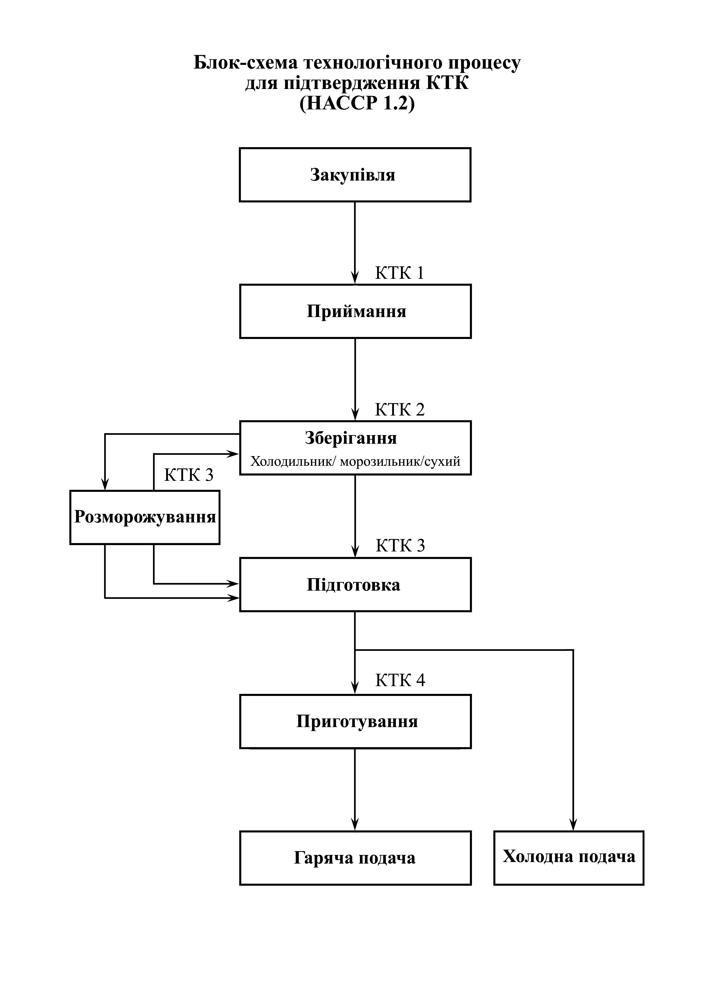 Блок-схема технологічного процесу
для підтвердження КТК
(НАССР 1.2)
Закупівля
КТК 1
Приймання
КТК 2
Зберігання
Холодильник/ морозильник/сухий
КТК 3
Розморожування
КТК 3
Підготовка
КТК 4
Приготування
Гаряча подача
Холодна подача